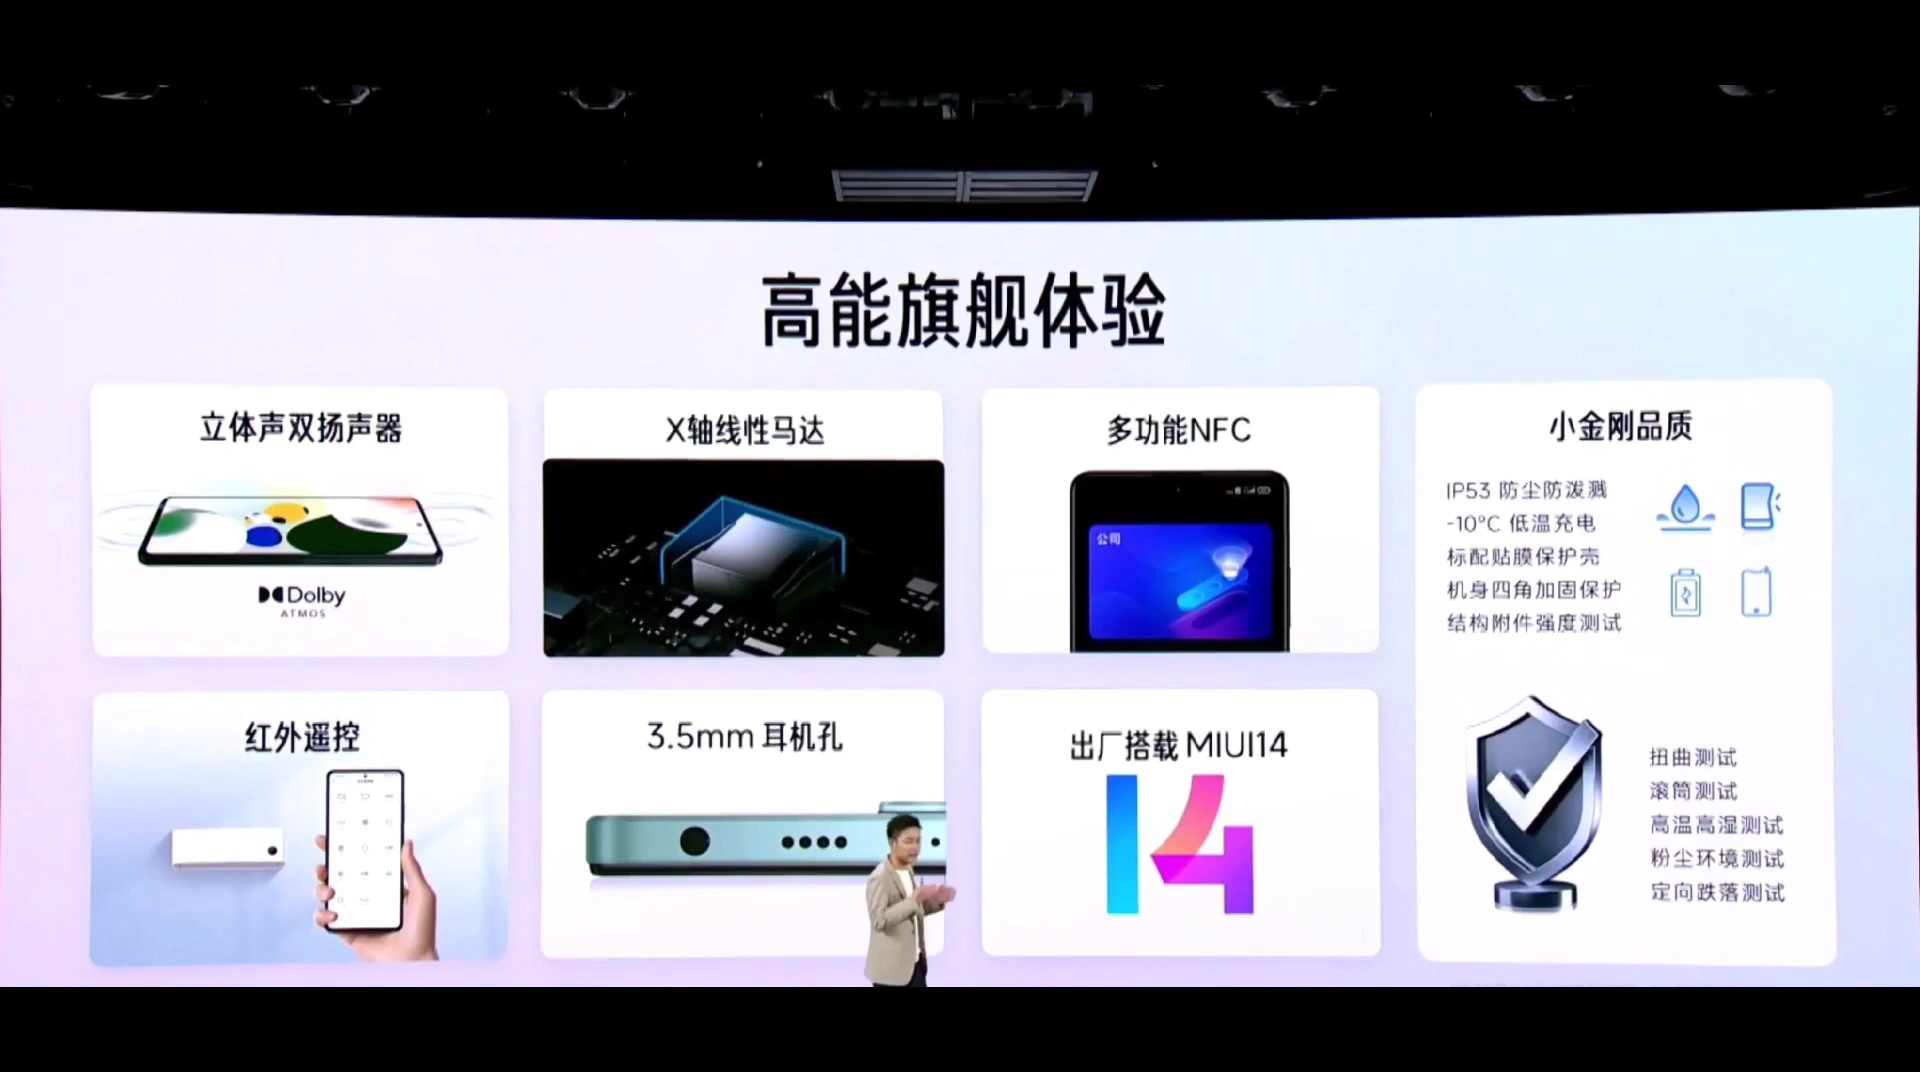 高能旗舰体验
立体声双扬声器
Dolby
ATMOS
X轴线性马达
多功能NFC
公司
小金刚品质
IP53 防尘防泼溅
-10°C 低温充电
标配贴膜保护壳
机身四角加固保护
结构附件强度测试
扭曲测试
滚筒测试
高温高湿测试
粉尘环境测试
定向跌落测试
红外遥控
3.5mm 耳机孔
出厂搭载 MIUI14
14